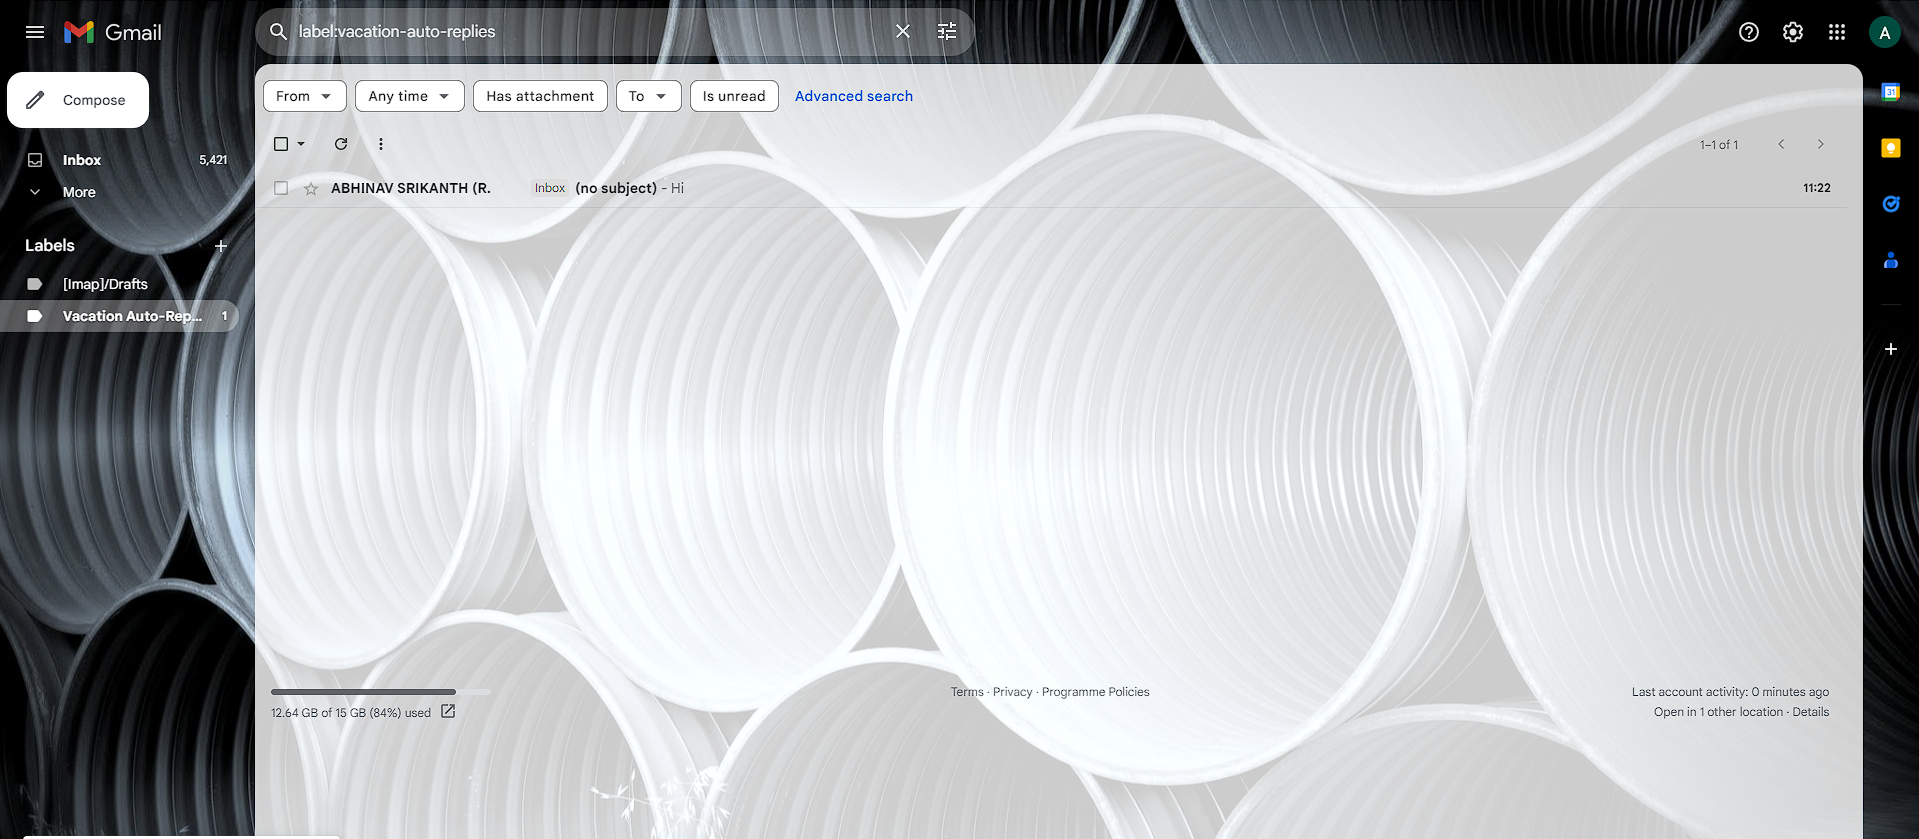 Gmail
label:vacation-auto-replies
A
Compose
From
Any time
Has attachment
To
Is unread
Advanced search
31
Inbox 5,421
More
1–1 of 1
ABHINAV SRIKANTH (R. Inbox (no subject) - Hi 11:22
Labels
[Imap]/Drafts
Vacation Auto-Rep... 1
12.64 GB of 15 GB (84%) used
Terms · Privacy · Programme Policies
Last account activity: 0 minutes ago
Open in 1 other location · Details